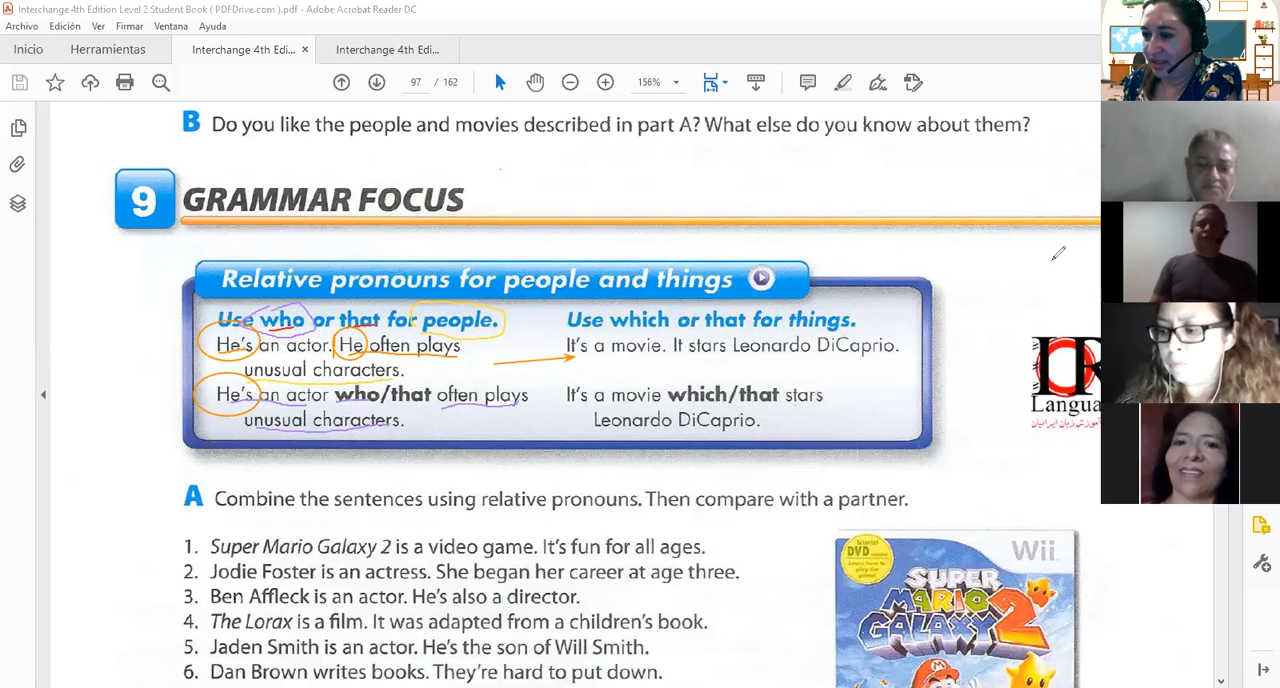 Interchange 4th Edition Level 2 Student Book ( PDFDrive.com ).pdf - Adobe Acrobat Reader DC
Archivo Edición Ver Firmar Ventana Ayuda
Inicio Herramientas Interchange 4th Edi... × Interchange 4th Edi...
97 / 162 156%
B Do you like the people and movies described in part A? What else do you know about them?
9 GRAMMAR FOCUS
Relative pronouns for people and things
Use who or that for people.
He's an actor. He often plays
unusual characters.
He's an actor who/that often plays
unusual characters.
Use which or that for things.
It's a movie. It stars Leonardo DiCaprio.
It's a movie which/that stars
Leonardo DiCaprio.
Langua
A Combine the sentences using relative pronouns. Then compare with a partner.
1. Super Mario Galaxy 2 is a video game. It's fun for all ages.
2. Jodie Foster is an actress. She began her career at age three.
3. Ben Affleck is an actor. He's also a director.
4. The Lorax is a film. It was adapted from a children's book.
5. Jaden Smith is an actor. He's the son of Will Smith.
6. Dan Brown writes books. They're hard to put down.
Wii
DVD
SUPER
MARIO
GALAXY 2